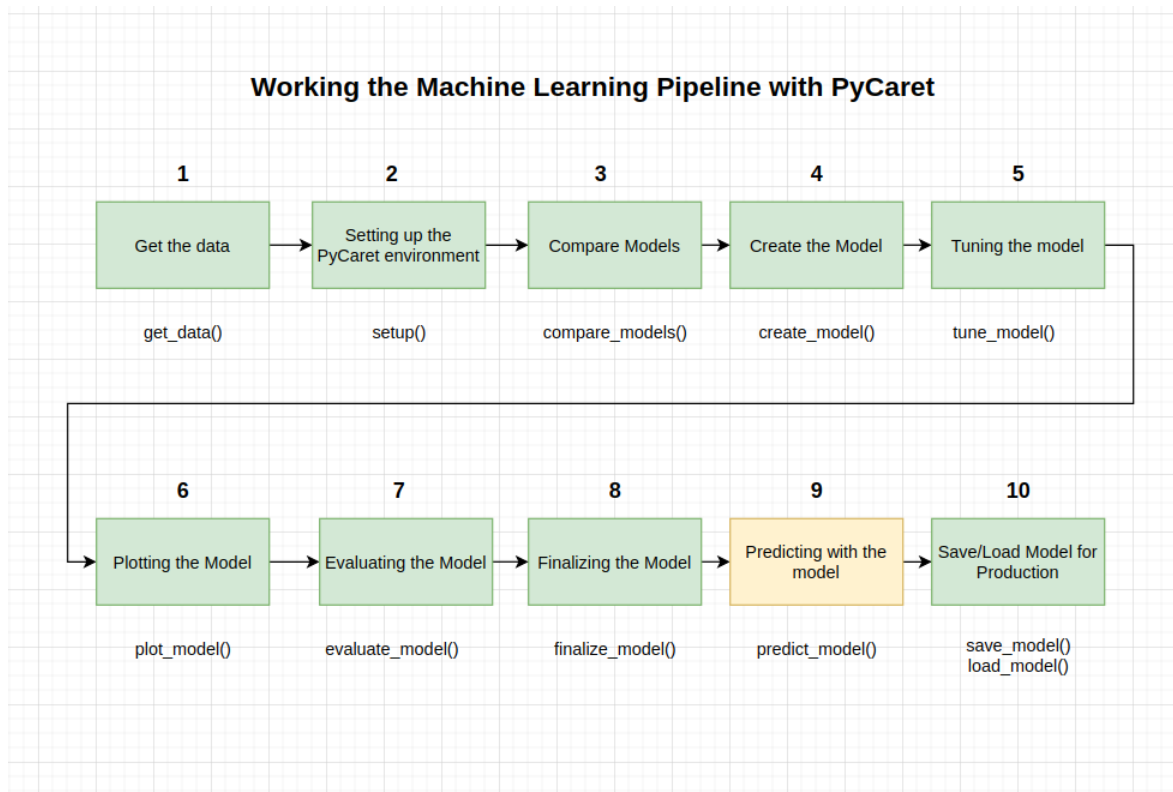 Working the Machine Learning Pipeline with PyCaret
1
2
3
4
5
Get the data
Setting up the
PyCaret environment
Compare Models
Create the Model
Tuning the model
get_data()
setup()
compare_models()
create_model()
tune_model()
6
7
8
9
10
Plotting the Model
Evaluating the Model
Finalizing the Model
Predicting with the
model
Save/Load Model for
Production
plot_model()
evaluate_model()
finalize_model()
predict_model()
save_model()
load_model()